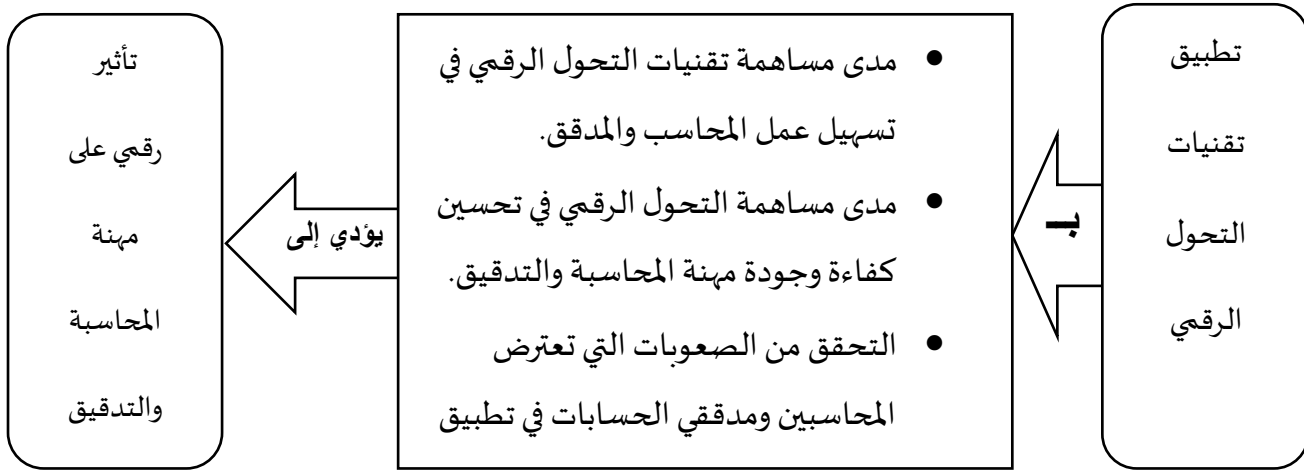 تطبيق
تقنيات
التحول
الرقمي
مدى مساهمة تقنيات التحول الرقمي في
تسهيل عمل المحاسب والمدقق.
مدى مساهمة التحول الرقمي في تحسين
كفاءة وجودة مهنة المحاسبة والتدقيق.
التحقق من الصعوبات التي تعترض
المحاسبين ومدققي الحسابات في تطبيق
يؤدي إلى
تأثير
رقمي على
مهنة
المحاسبة
والتدقيق